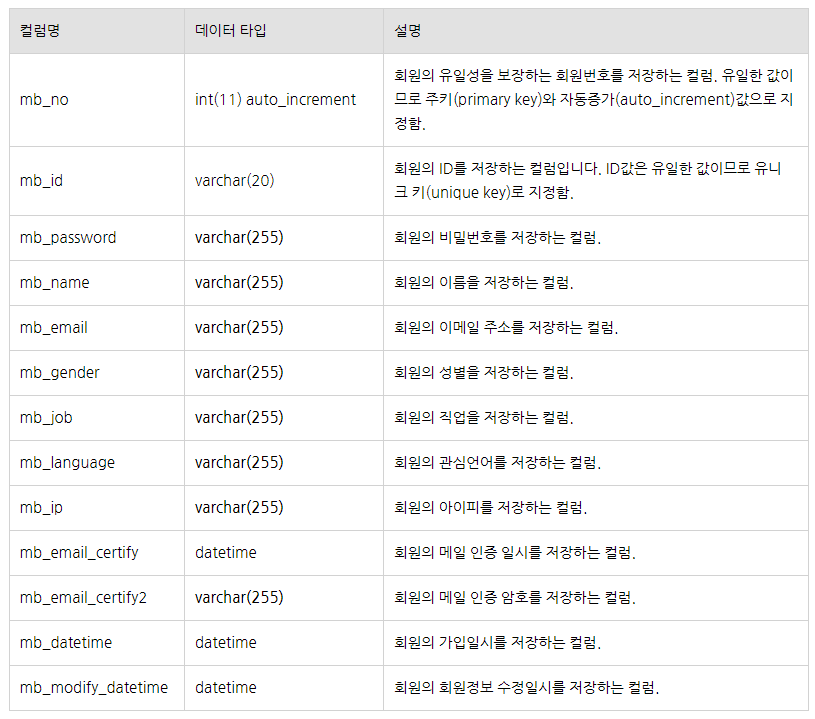 컬럼명 데이터 타입 설명
회원의 유일성을 보장하는 회원번호를 저장하는 컬럼. 유일한 값이
mb_no int(11) auto_increment 므로 주키(primary key)와 자동증가(auto_increment)값으로 지
정함.
회원의 ID를 저장하는 컬럼입니다. ID값은 유일한 값이므로 유니
mb_id varchar(20)
크 키(unique key)로 지정함.
mb_password varchar(255) 회원의 비밀번호를 저장하는 컬럼.
mb_name varchar(255) 회원의 이름을 저장하는 컬럼.
mb_email varchar(255) 회원의 이메일 주소를 저장하는 컬럼.
mb_gender varchar(255) 회원의 성별을 저장하는 컬럼.
mb_job varchar(255) 회원의 직업을 저장하는 컬럼.
mb_language varchar(255) 회원의 관심언어를 저장하는 컬럼.
mb_ip varchar(255) 회원의 아이피를 저장하는 컬럼.
mb_email_certify datetime 회원의 메일 인증 일시를 저장하는 컬럼.
mb_email_certify2 varchar(255) 회원의 메일 인증 암호를 저장하는 컬럼.
mb_datetime datetime 회원의 가입일시를 저장하는 컬럼.
mb_modify_datetime datetime 회원의 회원정보 수정일시를 저장하는 컬럼.